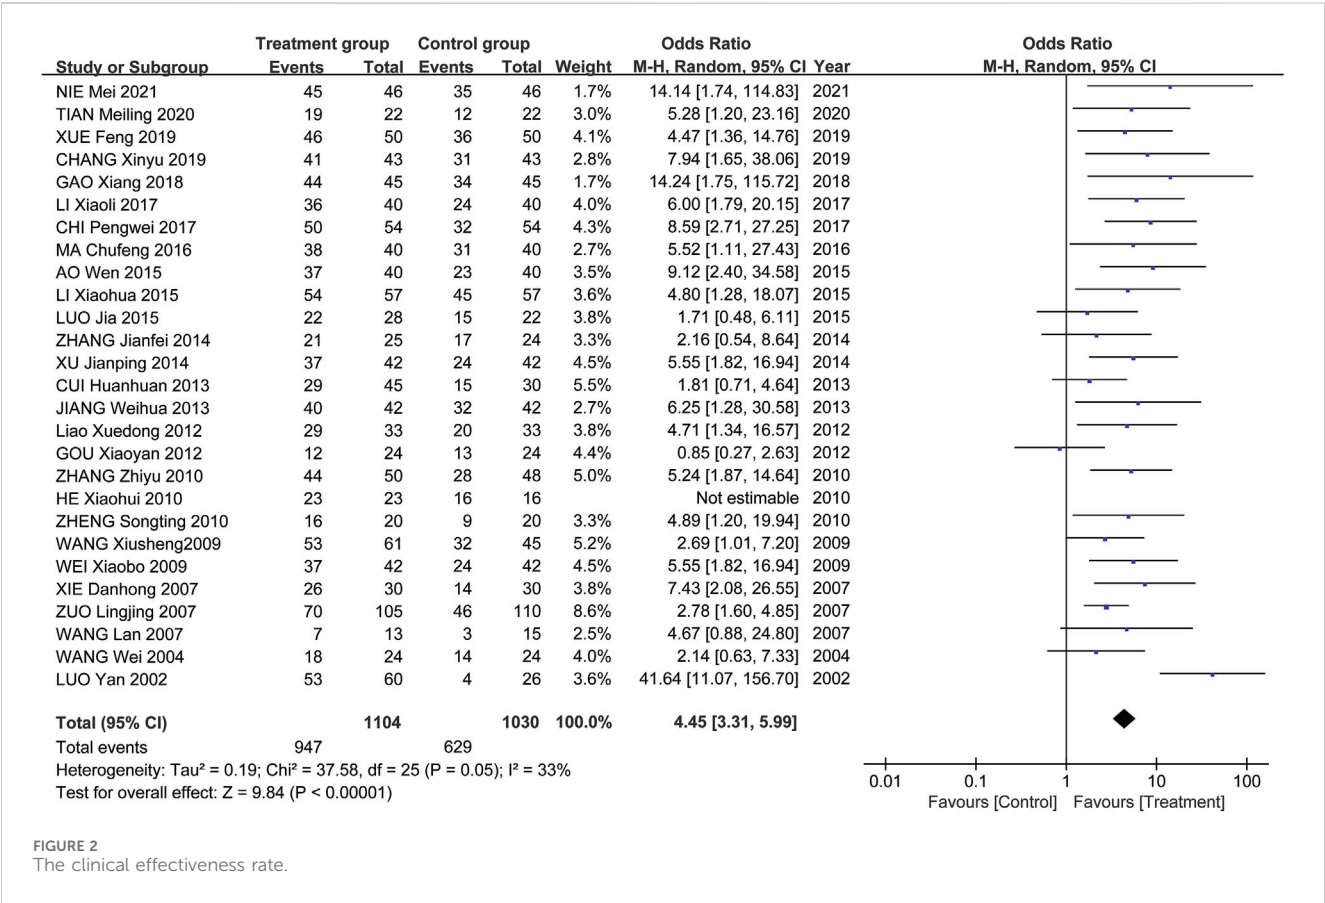 Treatment group Control group Odds Ratio Odds Ratio
Study or Subgroup Events Total Events Total Weight M-H, Random, 95% CI Year M-H, Random, 95% CI
NIE Mei 2021 45 46 35 46 1.7% 14.14 [1.74, 114.83] 2021
TIAN Meiling 2020 19 22 12 22 3.0% 5.28 [1.20, 23.16] 2020
XUE Feng 2019 46 50 36 50 4.1% 4.47 [1.36, 14.76] 2019
CHANG Xinyu 2019 41 43 31 43 2.8% 7.94 [1.65, 38.06] 2019
GAO Xiang 2018 44 45 34 45 1.7% 14.24 [1.75, 115.72] 2018
LI Xiaoli 2017 36 40 24 40 4.0% 6.00 [1.79, 20.15] 2017
CHI Pengwei 2017 50 54 32 54 4.3% 8.59 [2.71, 27.25] 2017
MA Chufeng 2016 38 40 31 40 2.7% 5.52 [1.11, 27.43] 2016
AO Wen 2015 37 40 23 40 3.5% 9.12 [2.40, 34.58] 2015
LI Xiaohua 2015 54 57 45 57 3.6% 4.80 [1.28, 18.07] 2015
LUO Jia 2015 22 28 15 22 3.8% 1.71 [0.48, 6.11] 2015
ZHANG Jianfei 2014 21 25 17 24 3.3% 2.16 [0.54, 8.64] 2014
XU Jianping 2014 37 42 24 42 4.5% 5.55 [1.82, 16.94] 2014
CUI Huanhuan 2013 29 45 15 30 5.5% 1.81 [0.71, 4.64] 2013
JIANG Weihua 2013 40 42 32 42 2.7% 6.25 [1.28, 30.58] 2013
Liao Xuedong 2012 29 33 20 33 3.8% 4.71 [1.34, 16.57] 2012
GOU Xiaoyan 2012 12 24 13 24 4.4% 0.85 [0.27, 2.63] 2012
ZHANG Zhiyu 2010 44 50 28 48 5.0% 5.24 [1.87, 14.64] 2010
HE Xiaohui 2010 23 23 16 16 Not estimable 2010
ZHENG Songting 2010 16 20 9 20 3.3% 4.89 [1.20, 19.94] 2010
WANG Xiusheng2009 53 61 32 45 5.2% 2.69 [1.01, 7.20] 2009
WEI Xiaobo 2009 37 42 24 42 4.5% 5.55 [1.82, 16.94] 2009
XIE Danhong 2007 26 30 14 30 3.8% 7.43 [2.08, 26.55] 2007
ZUO Lingjing 2007 70 105 46 110 8.6% 2.78 [1.60, 4.85] 2007
WANG Lan 2007 7 13 3 15 2.5% 4.67 [0.88, 24.80] 2007
WANG Wei 2004 18 24 14 24 4.0% 2.14 [0.63, 7.33] 2004
LUO Yan 2002 53 60 4 26 3.6% 41.64 [11.07, 156.70] 2002
Total (95% CI) 1104 1030 100.0% 4.45 [3.31, 5.99]
Total events 947 629
Heterogeneity: Tau² = 0.19; Chi² = 37.58, df = 25 (P = 0.05); I² = 33%
Test for overall effect: Z = 9.84 (P < 0.00001)
0.01 0.1 1 10 100
Favours [Control] Favours [Treatment]
FIGURE 2
The clinical effectiveness rate.